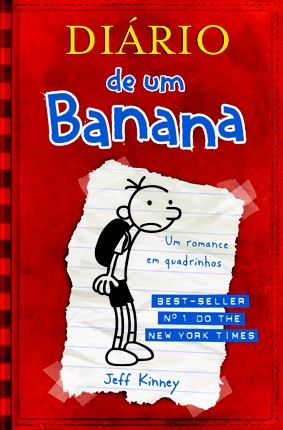 DIÁRIO
de um
Banana
Um romance
em quadrinhos
BEST-SELLER
Nº 1 DO THE
NEW YORK TIMES
Jeff Kinney